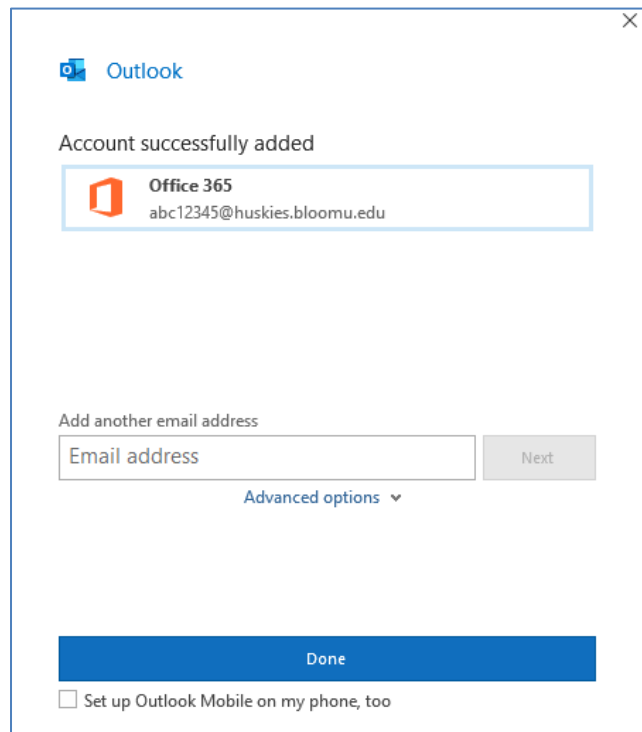 Outlook
Account successfully added
Office 365
abc12345@huskies.bloomu.edu
Add another email address
Email address
Next
Advanced options
Done
Set up Outlook Mobile on my phone, too